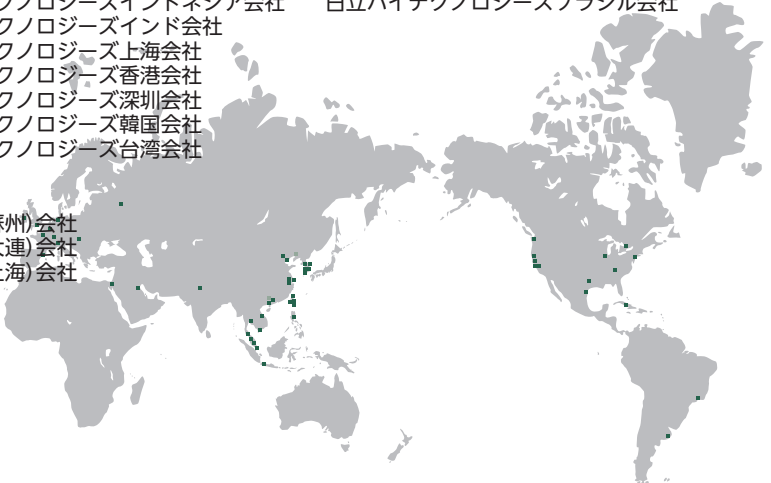 クノロジーズインドネシア会社 日立ハイテクノロジーズブラジル会社
クノロジーズインド会社
クノロジーズ上海会社
クノロジーズ香港会社
クノロジーズ深圳会社
クノロジーズ韓国会社
クノロジーズ台湾会社
州)会社
連)会社
海)会社